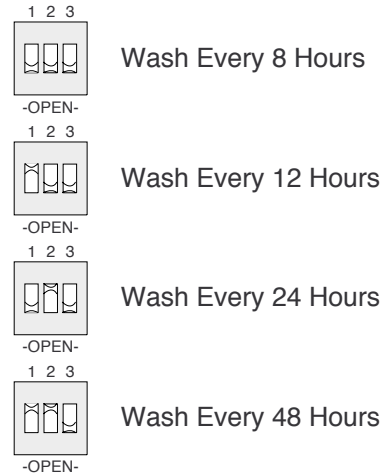 1 2 3
Wash Every 8 Hours
-OPEN-
1 2 3
Wash Every 12 Hours
-OPEN-
1 2 3
Wash Every 24 Hours
-OPEN-
1 2 3
Wash Every 48 Hours
-OPEN-